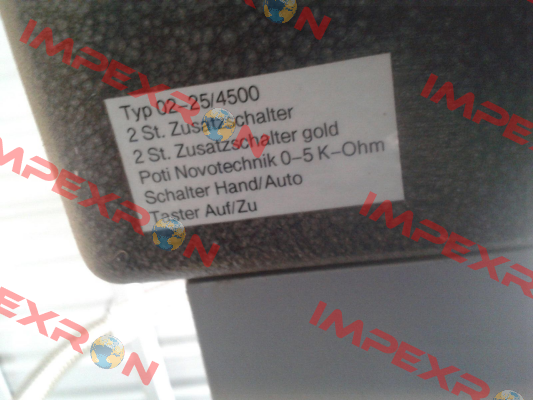 Typ 02-25/4500
2 St. Zusatzschalter
2 St. Zusatzschalter gold
Poti Novotechnik 0-5 K-Ohm
Schalter Hand/Auto
Taster Auf/Zu
IMPEXRON
IMPEXRON
IMPEXRON
IMPEXRON
IMPEXRON
IMPEXRON